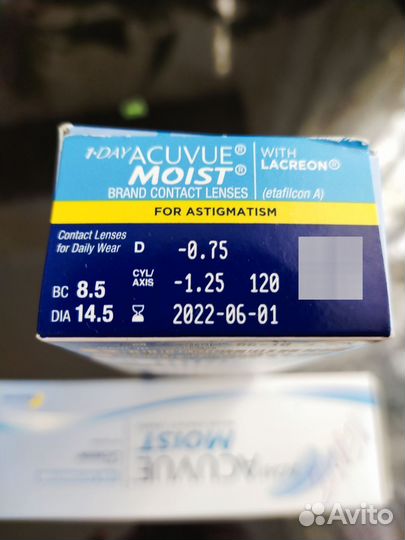 1-DAY ACUVUE® MOIST® WITH LACREON®
BRAND CONTACT LENSES (etafilcon A)
FOR ASTIGMATISM
Contact Lenses for Daily Wear D -0.75
BC 8.5 CYL/AXIS -1.25 120
DIA 14.5 2022-06-01
ACUVUE
MOIST
Avito